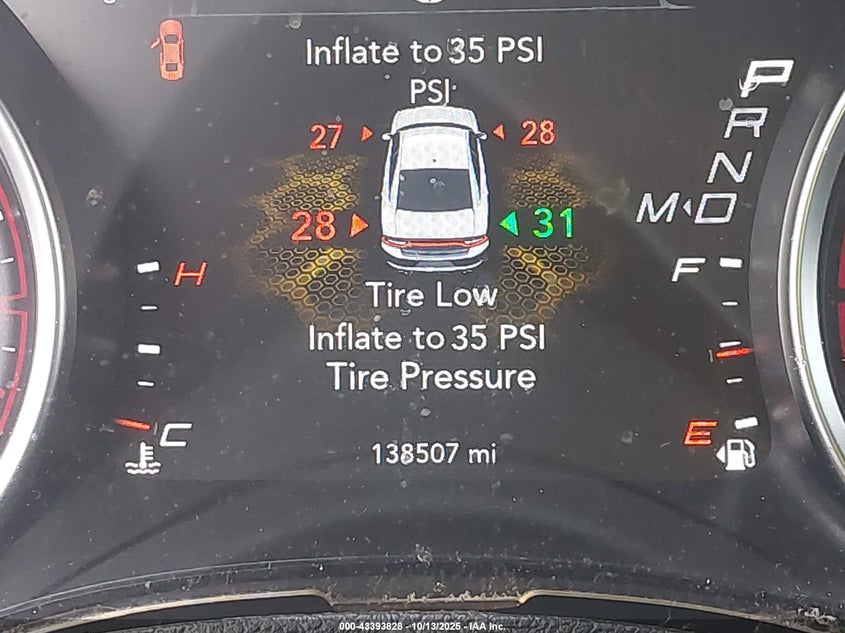 Inflate to 35 PSI
PSI
27 28
28 31
Tire Low
Inflate to 35 PSI
Tire Pressure
138507 mi
H
C
P
R
N
M D
F
E
000-43393828 - 10/13/2025 - IAA Inc.